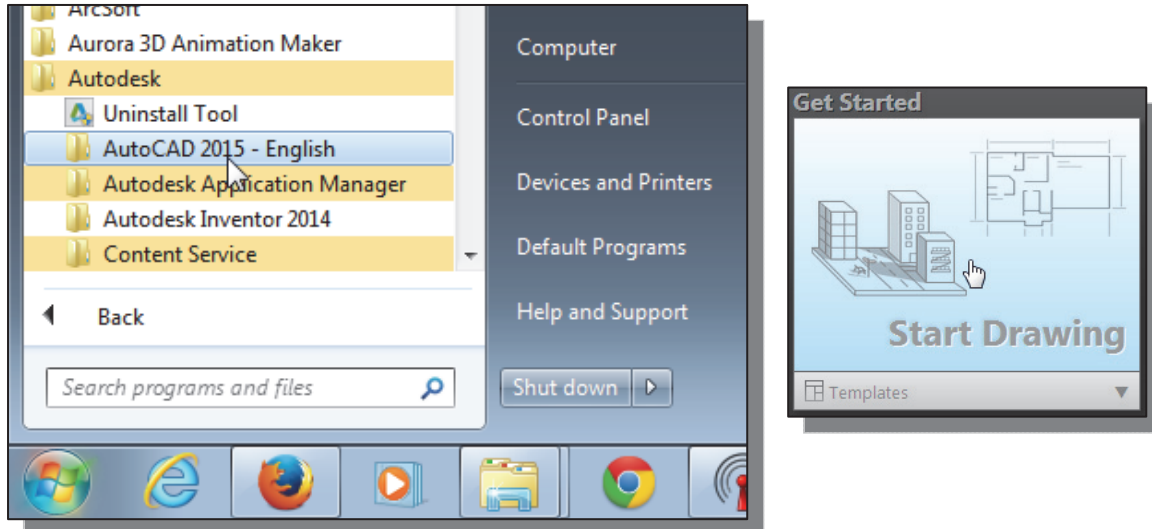 ArcSoft
Aurora 3D Animation Maker
Autodesk
Uninstall Tool
AutoCAD 2015 - English
Autodesk Application Manager
Autodesk Inventor 2014
Content Service
Back
Search programs and files
Computer
Control Panel
Devices and Printers
Default Programs
Help and Support
Shut down
Get Started
Start Drawing
Templates